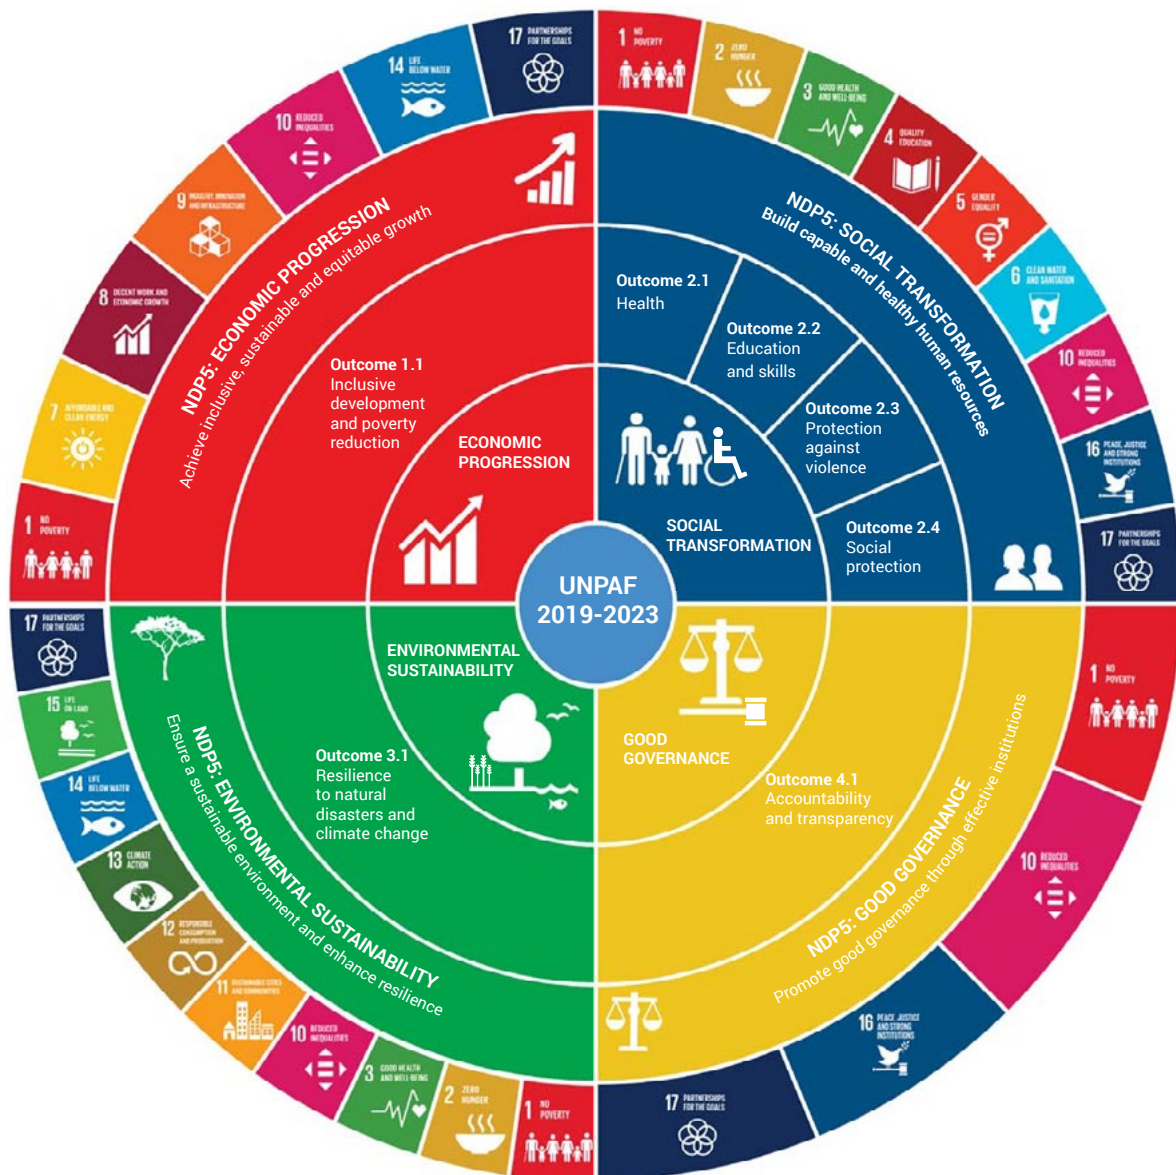 17 PARTNERSHIPS
FOR THE GOALS
1 NO
POVERTY
2 ZERO
HUNGER
3 GOOD HEALTH
AND WELL-BEING
4 QUALITY
EDUCATION
5 GENDER
EQUALITY
6 CLEAN WATER
AND SANITATION
10 REDUCED
INEQUALITIES
16 PEACE, JUSTICE
AND STRONG
INSTITUTIONS
17 PARTNERSHIPS
FOR THE GOALS
14 LIFE
BELOW WATER
10 REDUCED
INEQUALITIES
9 INDUSTRY, INNOVATION
AND INFRASTRUCTURE
8 DECENT WORK AND
ECONOMIC GROWTH
7 AFFORDABLE AND
CLEAN ENERGY
1 NO
POVERTY
NDP5: ECONOMIC PROGRESSION
Achieve inclusive, sustainable and equitable growth
Outcome 1.1
Inclusive
development
and poverty
reduction
ECONOMIC
PROGRESSION
NDP5: SOCIAL TRANSFORMATION
Build capable and healthy human resources
Outcome 2.1
Health
Outcome 2.2
Education
and skills
Outcome 2.3
Protection
against
violence
Outcome 2.4
Social
protection
SOCIAL
TRANSFORMATION
UNPAF
2019-2023
ENVIRONMENTAL
SUSTAINABILITY
Outcome 3.1
Resilience
to natural
disasters and
climate change
NDP5: ENVIRONMENTAL SUSTAINABILITY
Ensure a sustainable environment and enhance resilience
GOOD
GOVERNANCE
Outcome 4.1
Accountability
and transparency
NDP5: GOOD GOVERNANCE
Promote good governance through effective institutions
17 PARTNERSHIPS
FOR THE GOALS
15 LIFE
ON LAND
14 LIFE
BELOW WATER
13 CLIMATE
ACTION
12 RESPONSIBLE
CONSUMPTION
AND PRODUCTION
11 SUSTAINABLE CITIES
AND COMMUNITIES
10 REDUCED
INEQUALITIES
3 GOOD HEALTH
AND WELL-BEING
2 ZERO
HUNGER
1 NO
POVERTY
1 NO
POVERTY
10 REDUCED
INEQUALITIES
16 PEACE, JUSTICE
AND STRONG
INSTITUTIONS
17 PARTNERSHIPS
FOR THE GOALS